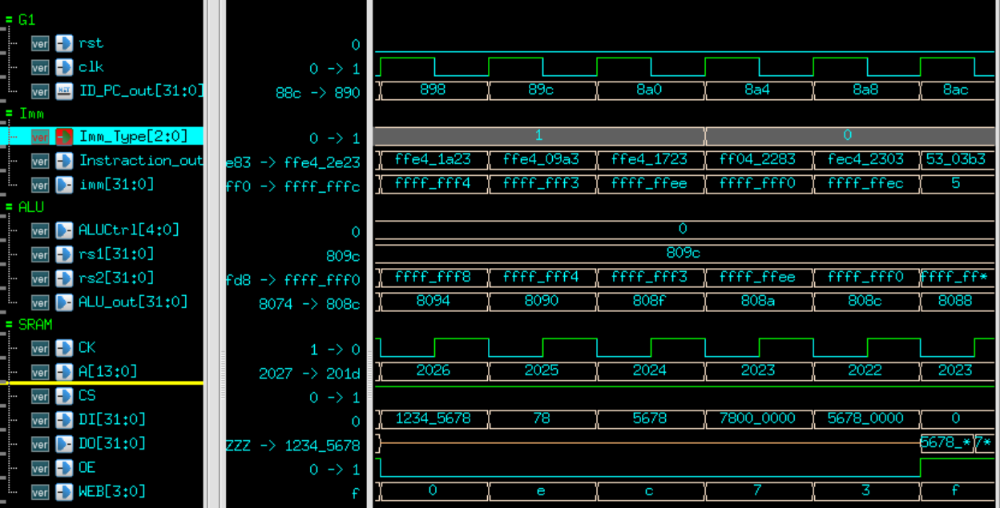 = G1
ver rst 0
ver clk 0 -> 1
ver NET ID_PC_out[31:0] 88c -> 890 898 89c 8a0 8a4 8a8 8ac
= Imm
ver Imm_Type[2:0] 0 -> 1 1 0
ver Instraction_out e83 -> ffe4_2e23 ffe4_1a23 ffe4_09a3 ffe4_1723 ff04_2283 fec4_2303 53_03b3
ver imm[31:0] ff0 -> ffff_fffc ffff_fff4 ffff_fff3 ffff_ffee ffff_fff0 ffff_ffec 5
= ALU
ver ALUCtrl[4:0] 0 0
ver rs1[31:0] 809c 809c
ver rs2[31:0] fd8 -> ffff_fff0 ffff_fff8 ffff_fff4 ffff_fff3 ffff_ffee ffff_fff0 ffff_ff*
ver ALU_out[31:0] 8074 -> 808c 8094 8090 808f 808a 808c 8088
= SRAM
ver CK 1 -> 0
ver A[13:0] 2027 -> 201d 2026 2025 2024 2023 2022 2023
ver CS 0 -> 1
ver DI[31:0] 0 1234_5678 78 5678 7800_0000 5678_0000 0
ver DO[31:0] ZZZ -> 1234_5678 5678_* 7*
ver OE 0 -> 1
ver WEB[3:0] f 0 e c 7 3 f